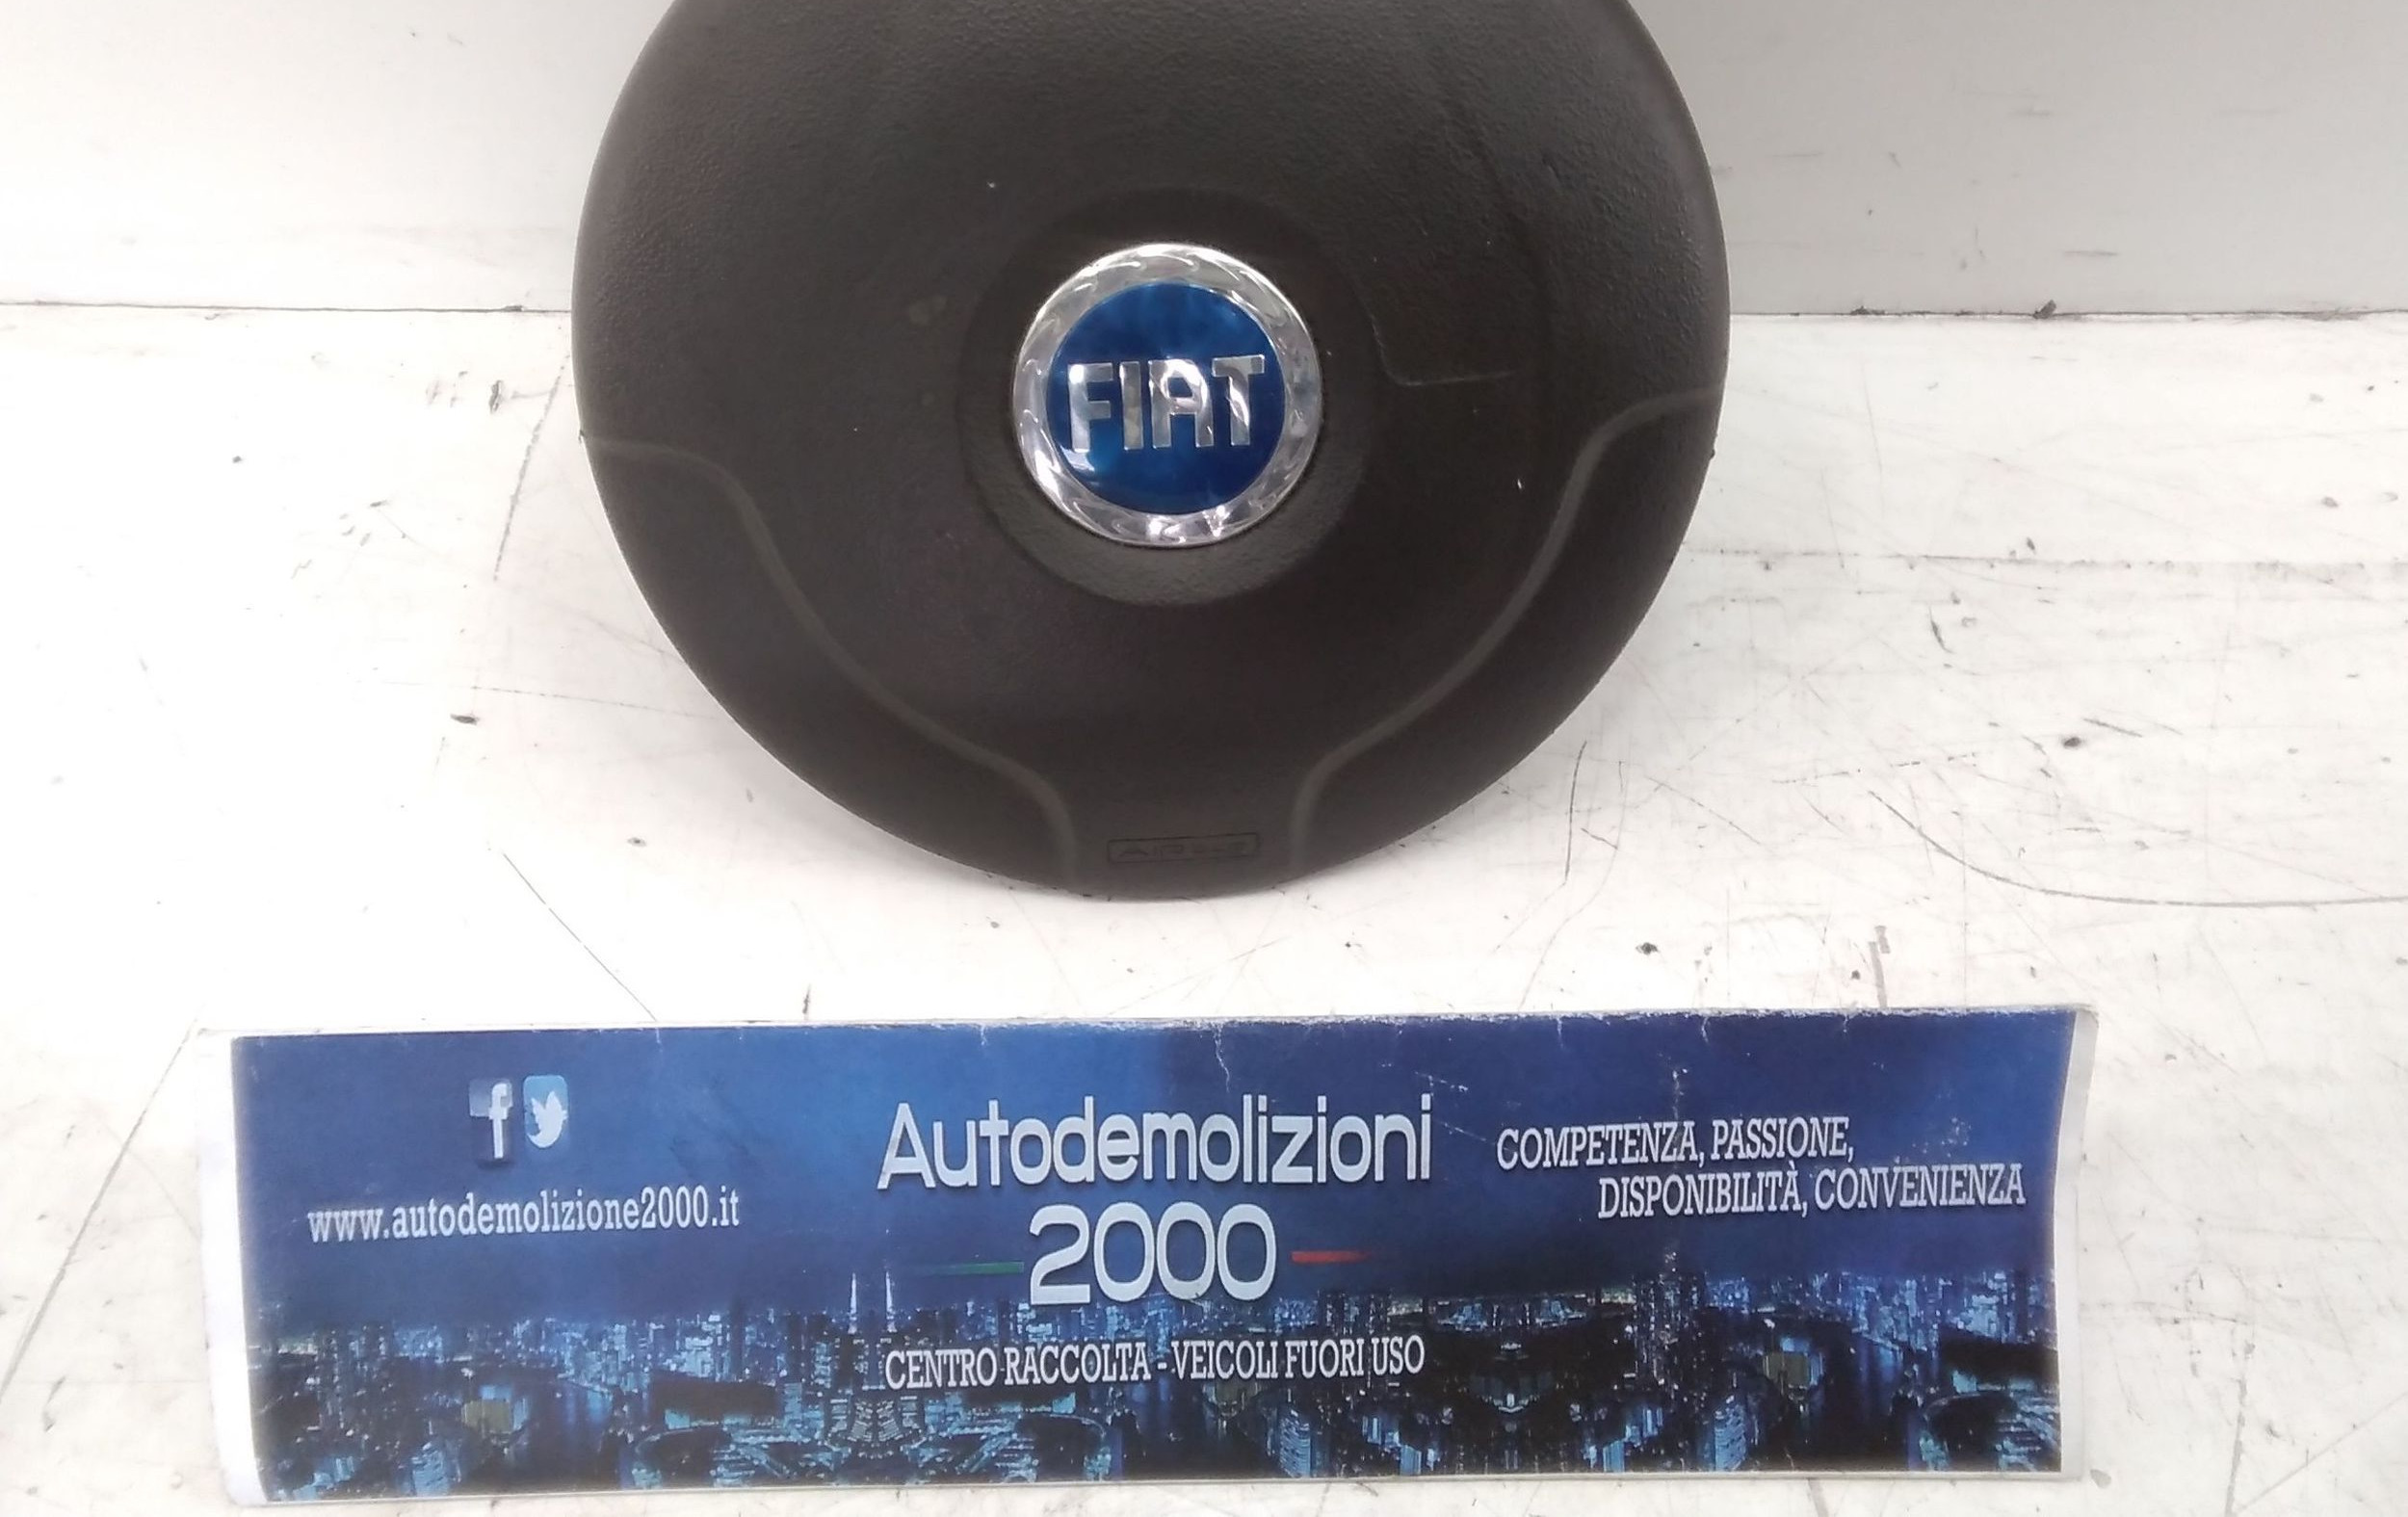 FIAT
www.autodemolizione2000.it
Autodemolizioni
2000
CENTRO RACCOLTA - VEICOLI FUORI USO
COMPETENZA, PASSIONE,
DISPONIBILITÀ, CONVENIENZA